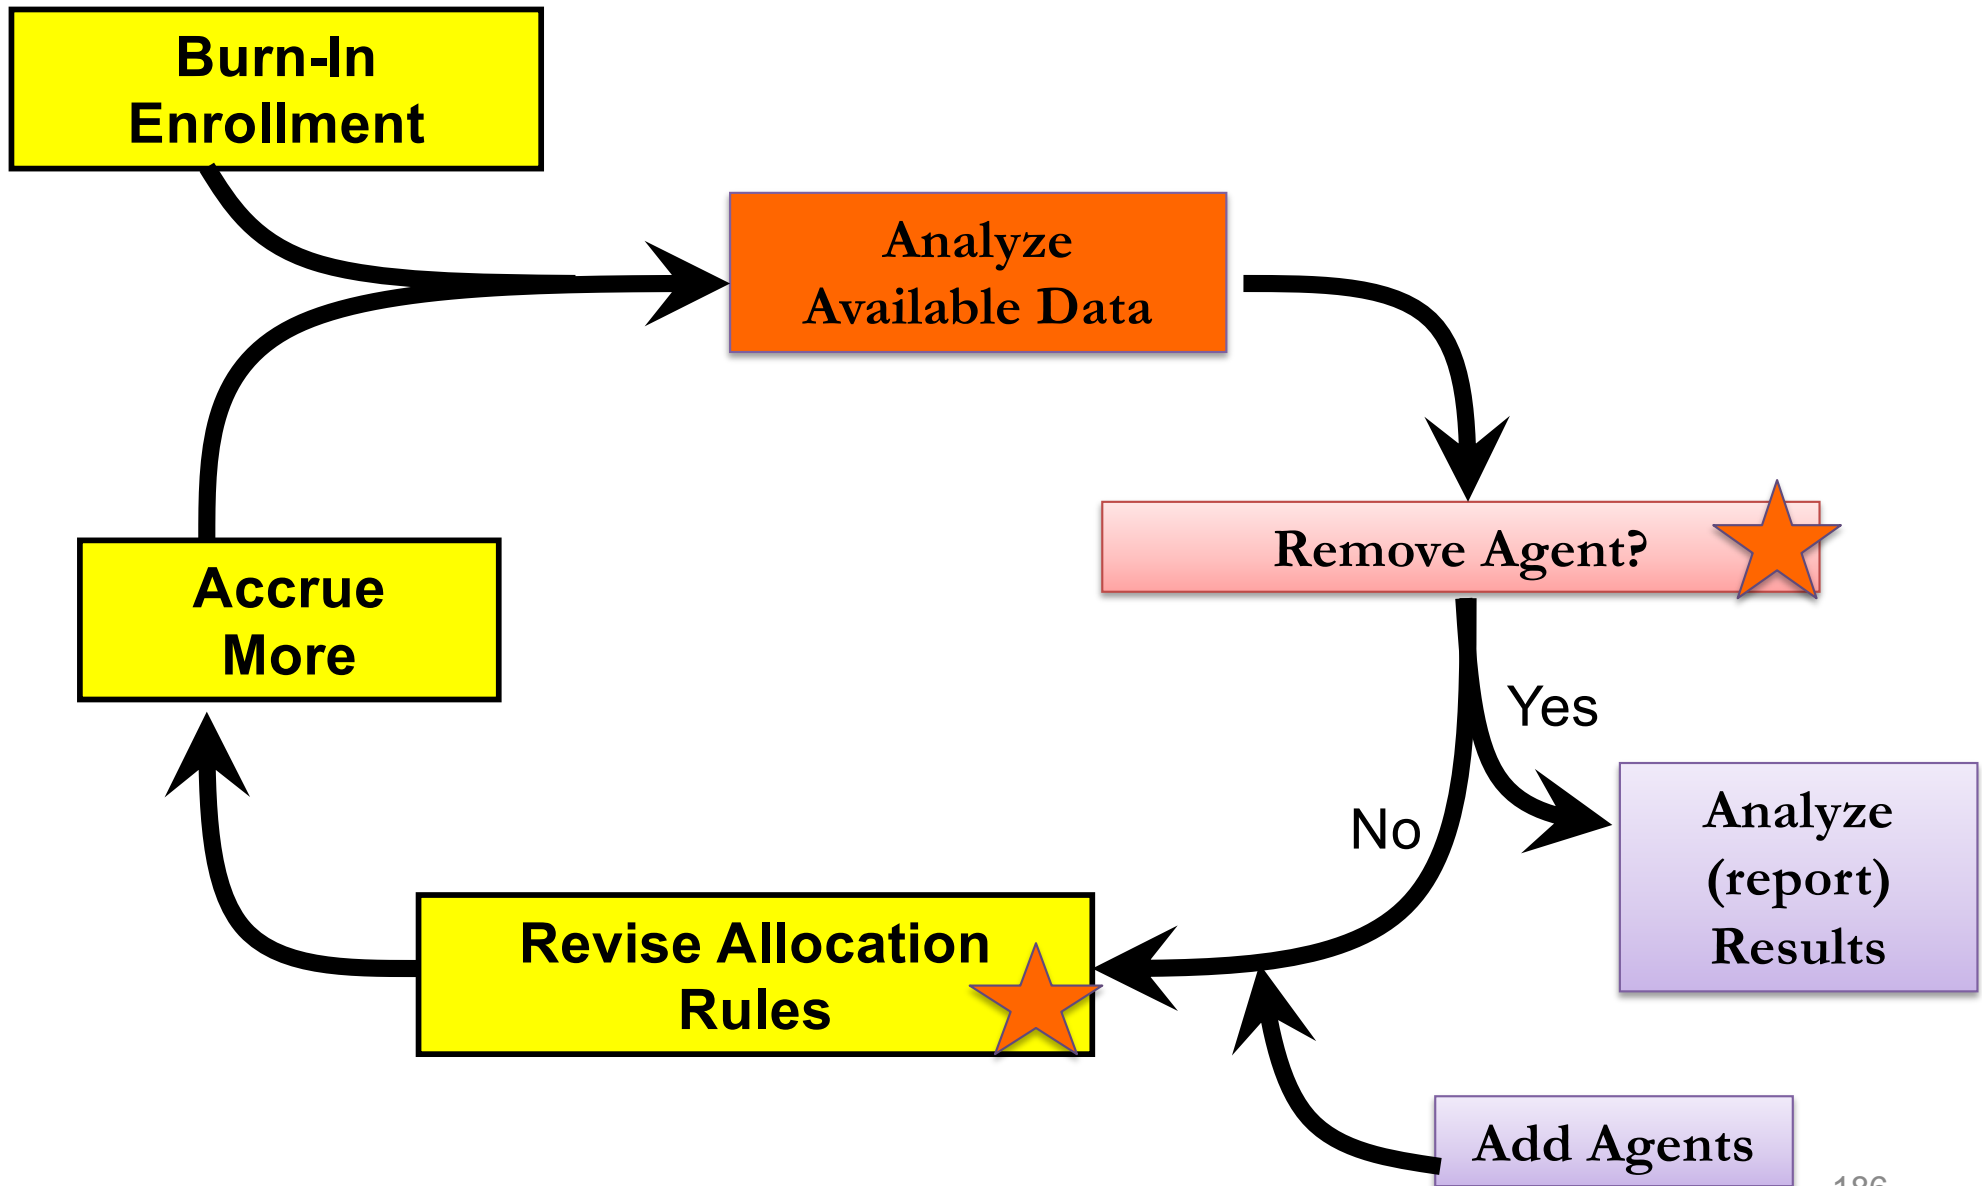 Burn-In
Enrollment
Analyze
Available Data
Remove Agent?
Accrue
More
Yes
No
Analyze
(report)
Results
Revise Allocation
Rules
Add Agents
186